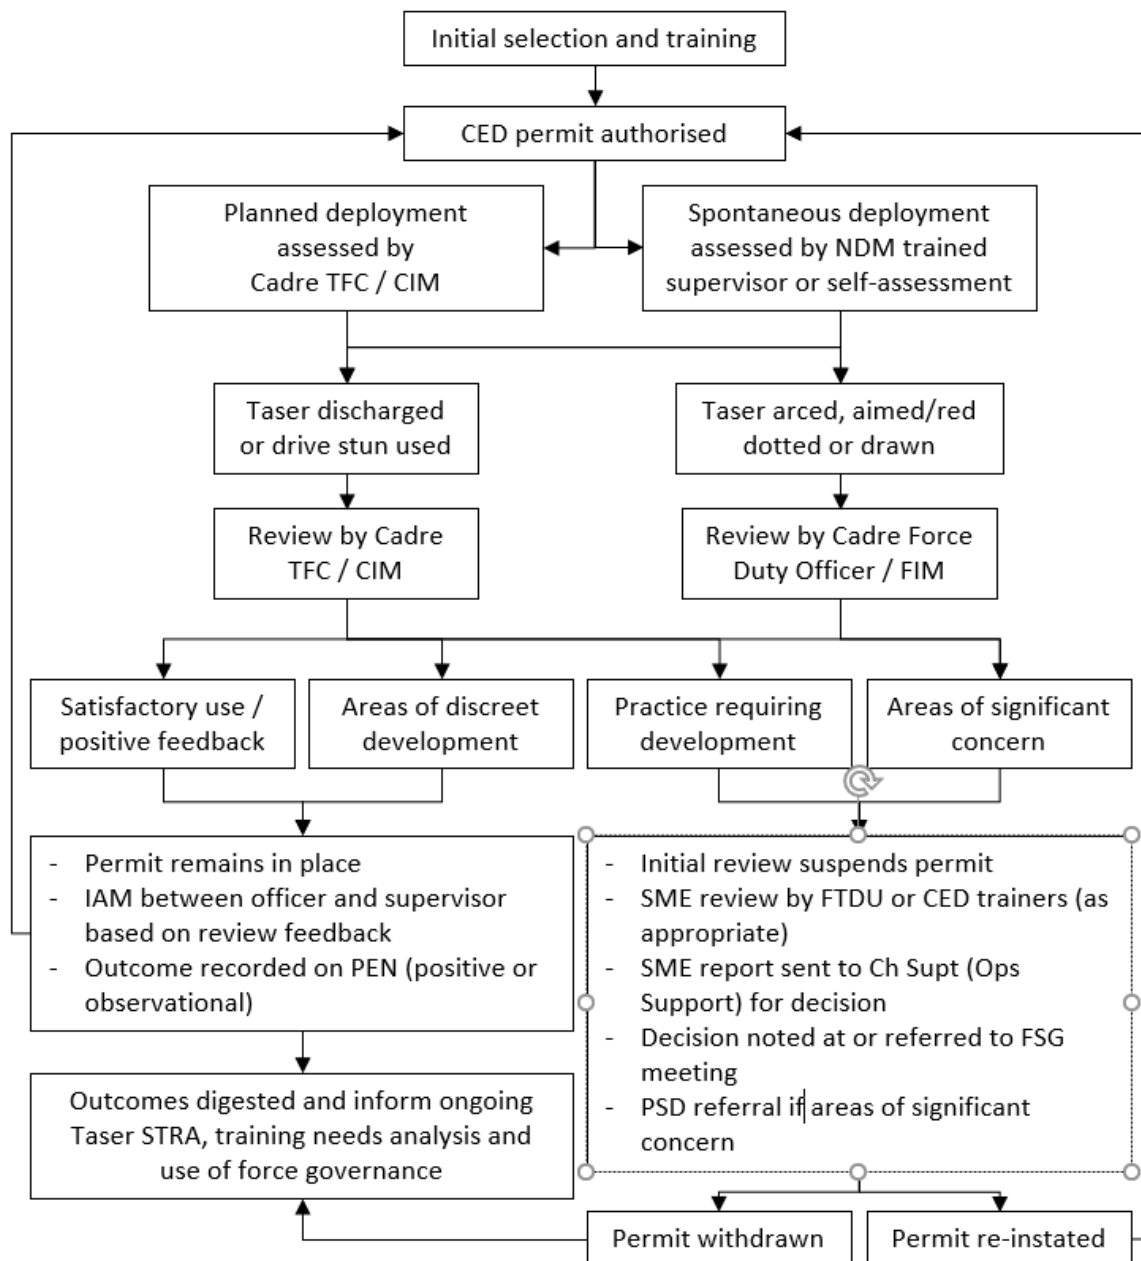 Initial selection and training
CED permit authorised
Planned deployment
assessed by
Cadre TFC / CIM
Spontaneous deployment
assessed by NDM trained
supervisor or self-assessment
Taser discharged
or drive stun used
Taser arced, aimed/red
dotted or drawn
Review by Cadre
TFC / CIM
Review by Cadre Force
Duty Officer / FIM
Satisfactory use /
positive feedback
Areas of discreet
development
Practice requiring
development
Areas of significant
concern
- Permit remains in place
- IAM between officer and supervisor
based on review feedback
- Outcome recorded on PEN (positive or
observational)
- Initial review suspends permit
- SME review by FTDU or CED trainers (as
appropriate)
- SME report sent to Ch Supt (Ops
Support) for decision
- Decision noted at or referred to FSG
meeting
- PSD referral if areas of significant
concern
Outcomes digested and inform ongoing
Taser STRA, training needs analysis and
use of force governance
Permit withdrawn
Permit re-instated